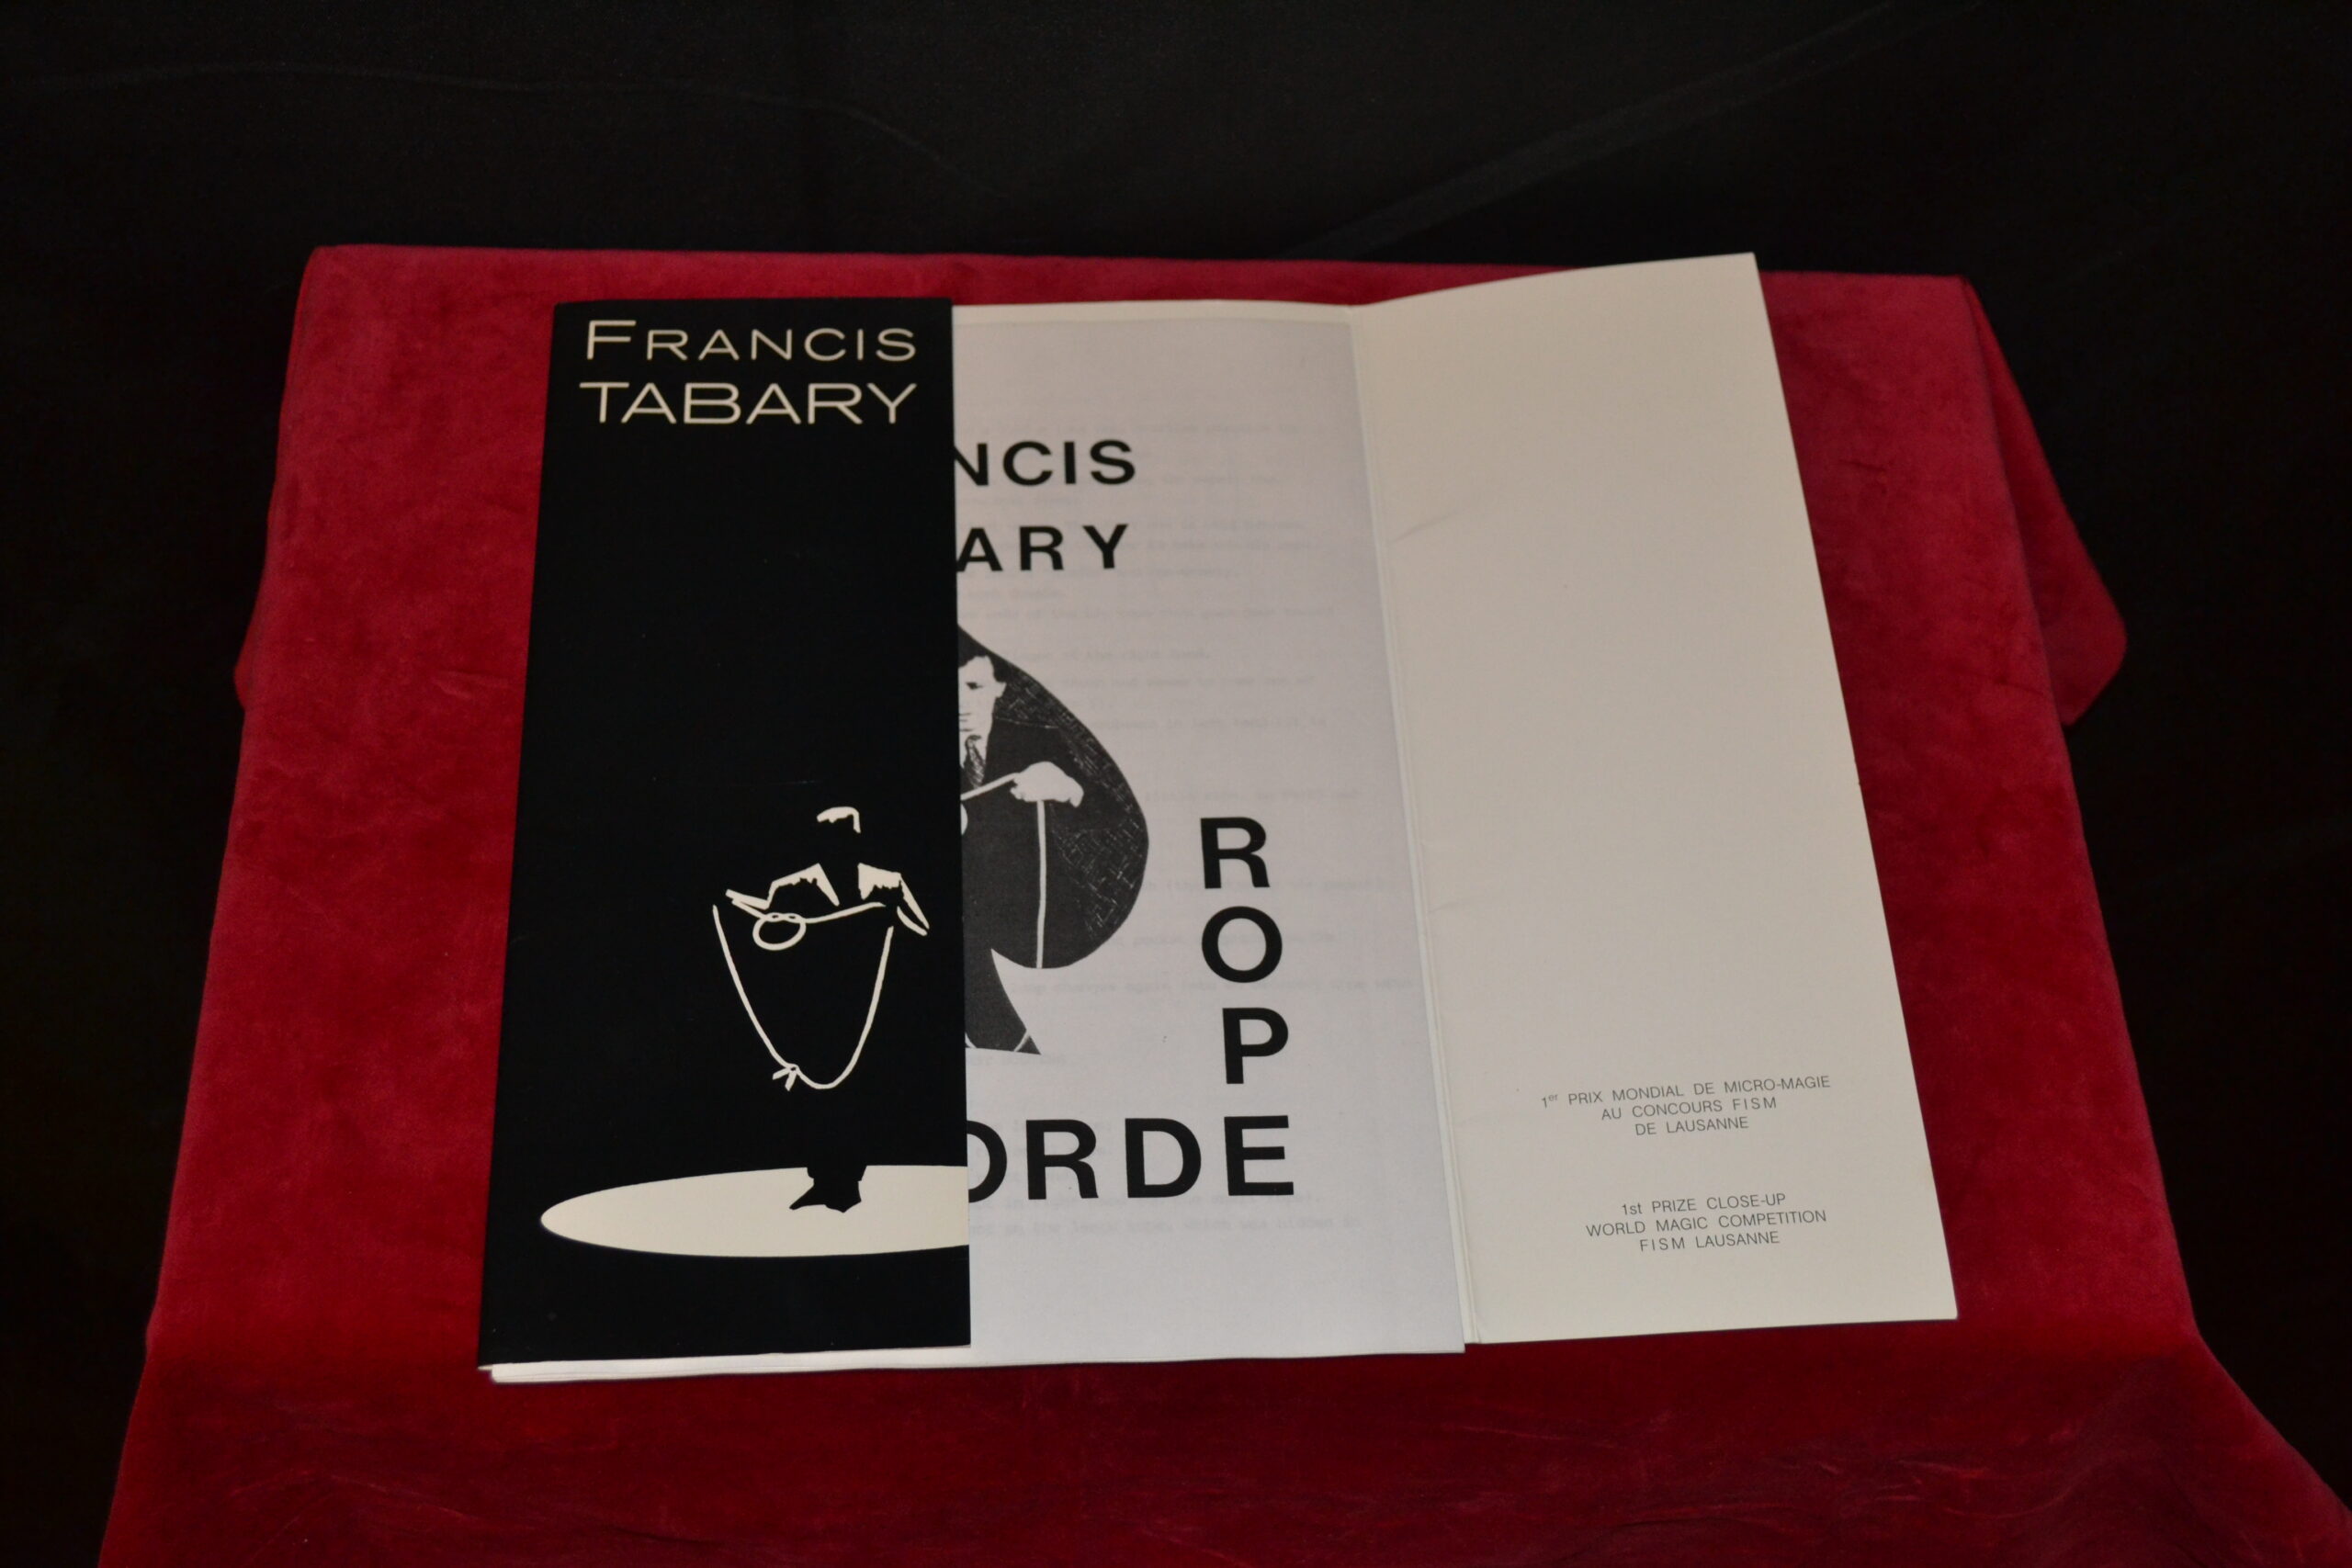 FRANCIS
TABARY
NCIS
ARY
R
O
P
ORDE
1er PRIX MONDIAL DE MICRO-MAGIE
AU CONCOURS FISM
DE LAUSANNE
1st PRIZE CLOSE-UP
WORLD MAGIC COMPETITION
FISM LAUSANNE